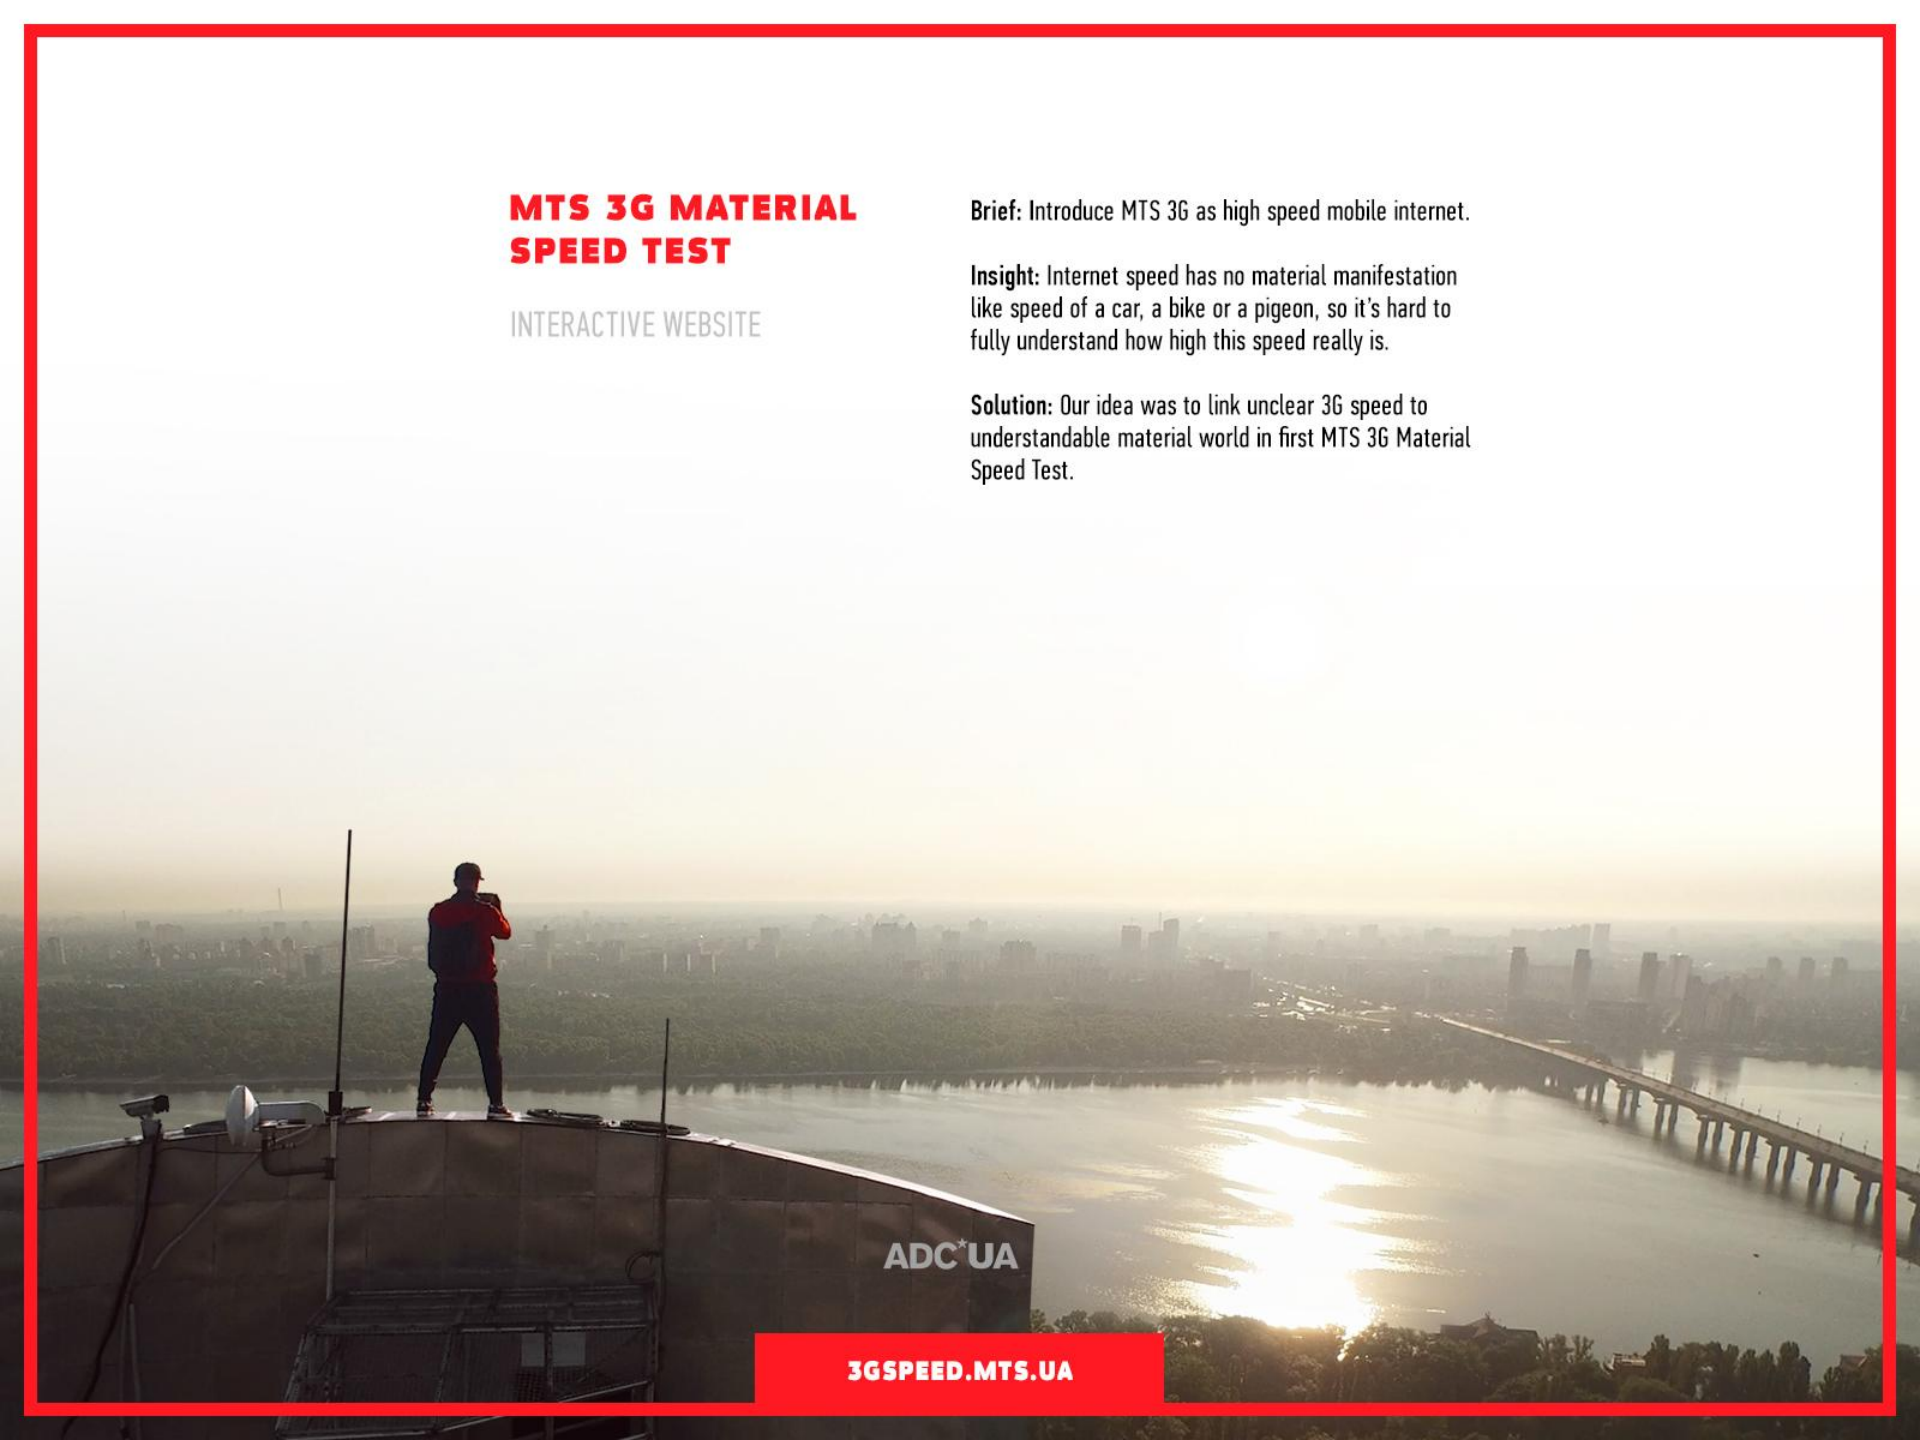 MTS 3G MATERIAL
SPEED TEST
INTERACTIVE WEBSITE
Brief: Introduce MTS 3G as high speed mobile internet.
Insight: Internet speed has no material manifestation
like speed of a car, a bike or a pigeon, so it's hard to
fully understand how high this speed really is.
Solution: Our idea was to link unclear 3G speed to
understandable material world in first MTS 3G Material
Speed Test.
ADC*UA
3GSPEED.MTS.UA